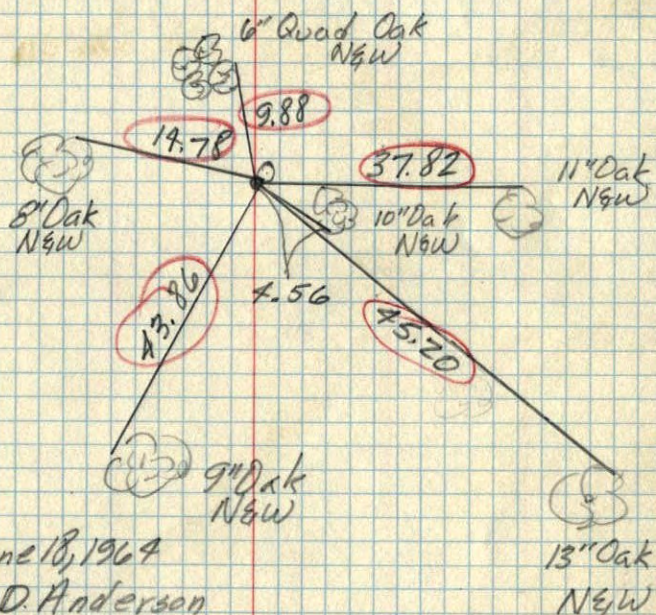 6" Quad Oak
N&W
9.88
14.78
37.82
11" Oak
N&W
8" Oak
N&W
10" Oak
N&W
4.56
43.86
45.20
9" Oak
N&W
13" Oak
N&W
ne 18, 1964
D. Anderson